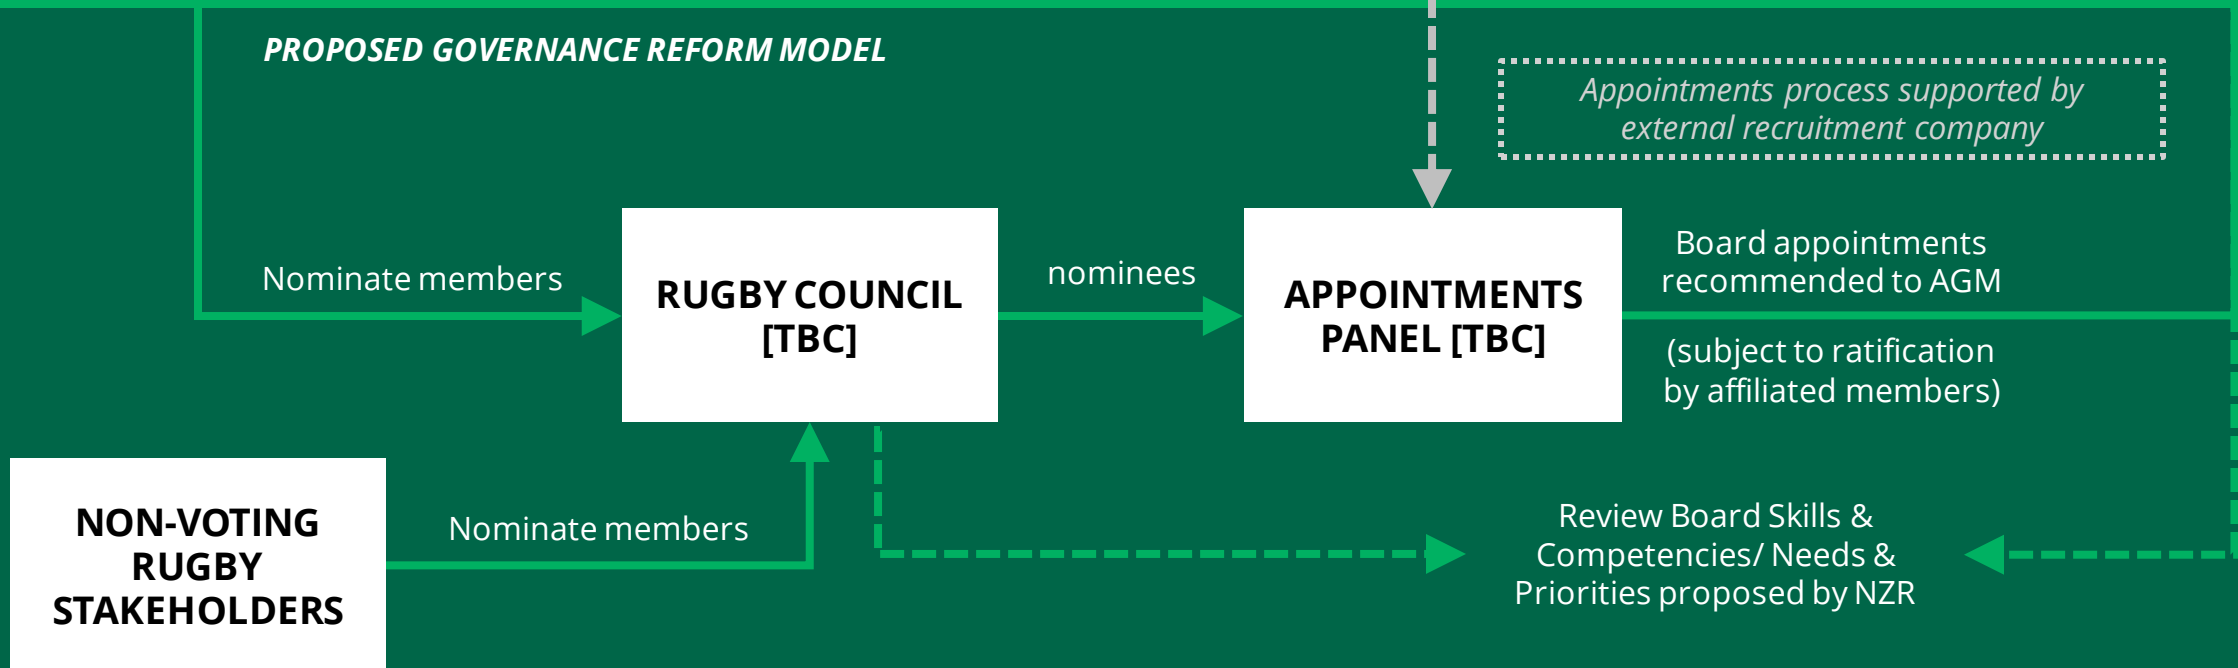 PROPOSED GOVERNANCE REFORM MODEL
Appointments process supported by
external recruitment company
Nominate members
RUGBY COUNCIL
[TBC]
nominees
APPOINTMENTS
PANEL [TBC]
Board appointments
recommended to AGM
(subject to ratification
by affiliated members)
NON-VOTING
RUGBY
STAKEHOLDERS
Nominate members
Review Board Skills &
Competencies/ Needs &
Priorities proposed by NZR